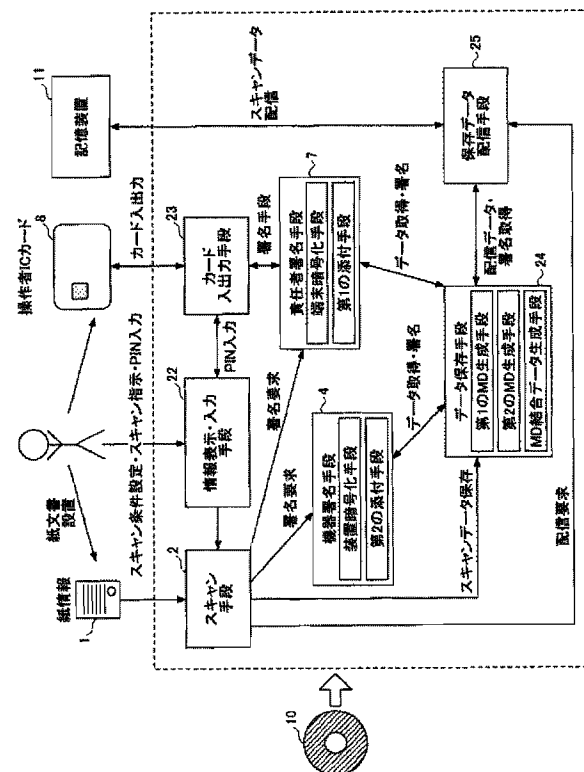 紙情報
1
紙文書
設置
操作者ICカード
8
記憶装置
11
スキャン条件設定・スキャン指示・PIN入力
カード入出力
スキャンデータ
配信
スキャン
手段
2
情報表示・入力
手段
22
PIN入力
カード
入出力手段
23
署名要求
署名手段
署名要求
責任者署名手段
端末暗号化手段
第1の添付手段
7
機器署名手段
装置暗号化手段
第2の添付手段
4
データ取得・署名
データ取得・署名
保存データ
配信手段
25
配信データ・
署名取得
データ保存手段
第1のMD生成手段
第2のMD生成手段
MD結合データ生成手段
24
スキャンデータ保存
配信要求
10